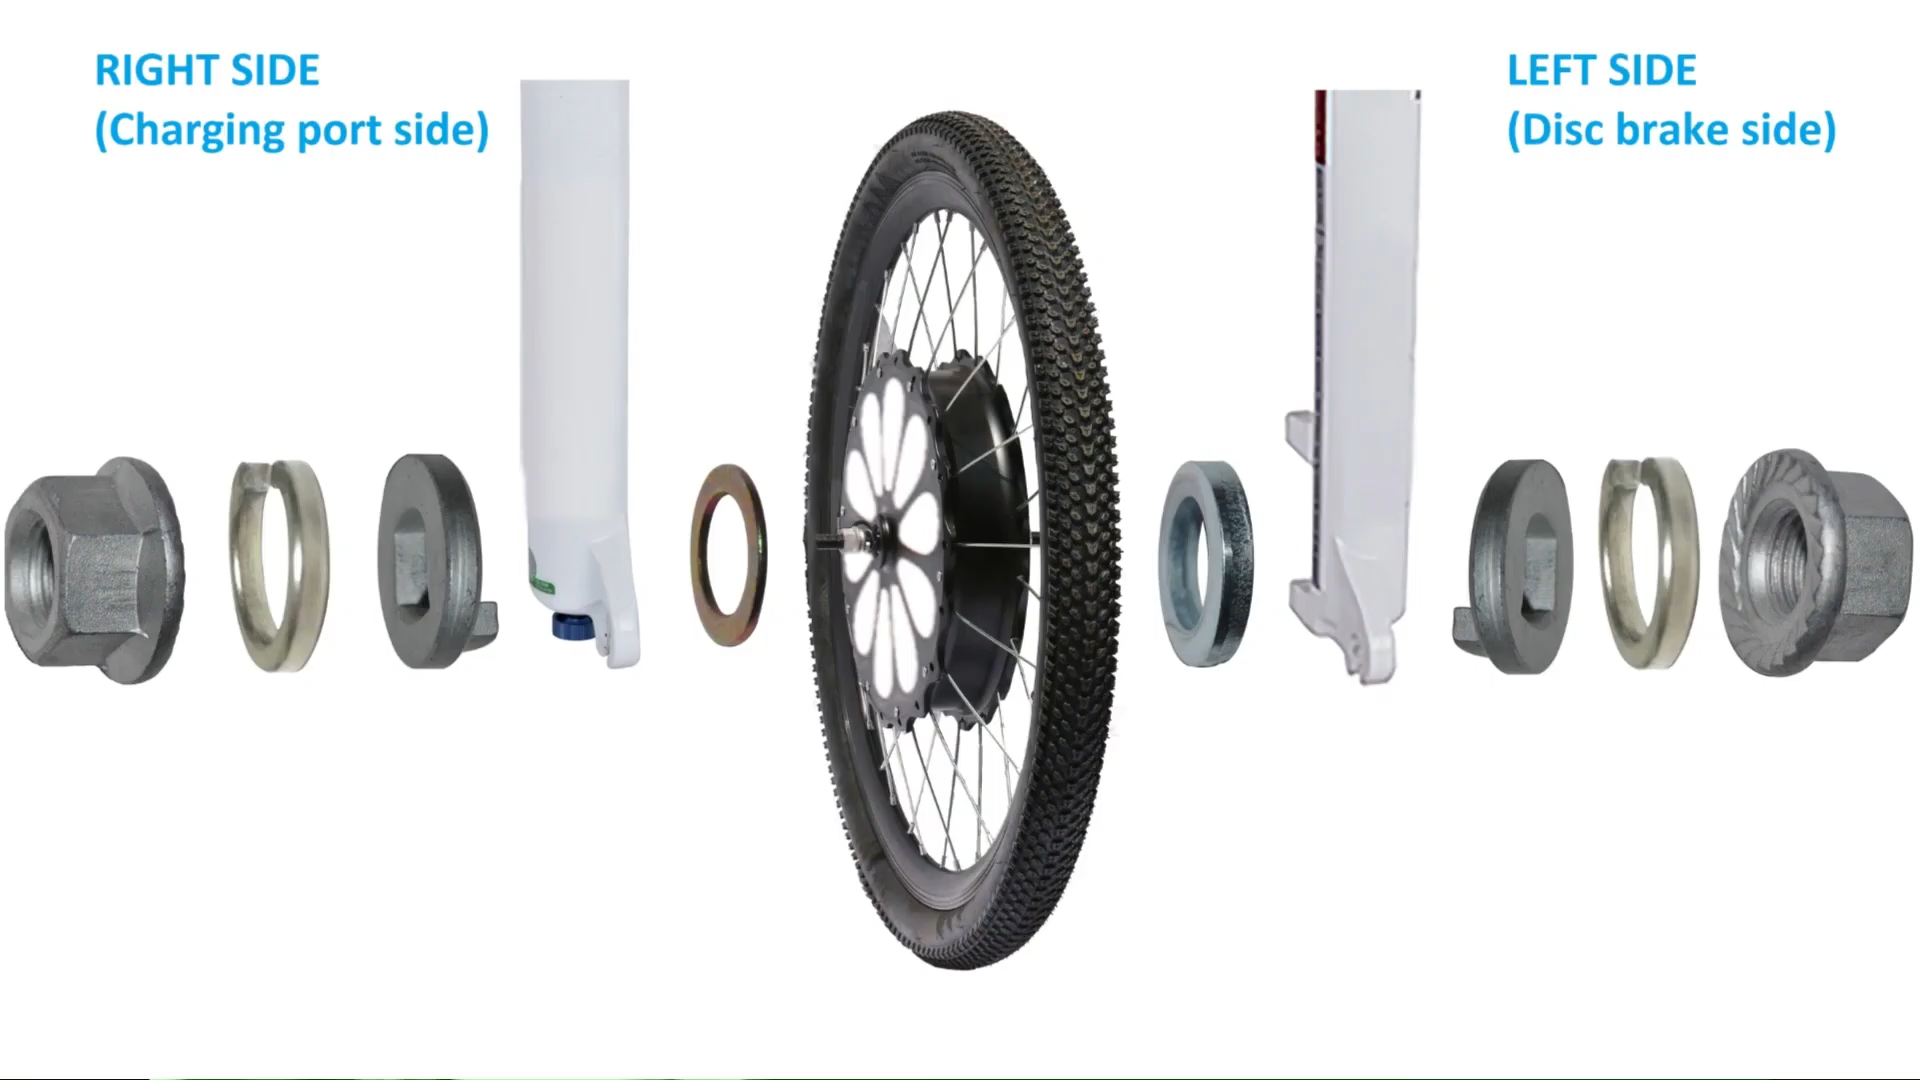 RIGHT SIDE
(Charging port side)
LEFT SIDE
(Disc brake side)